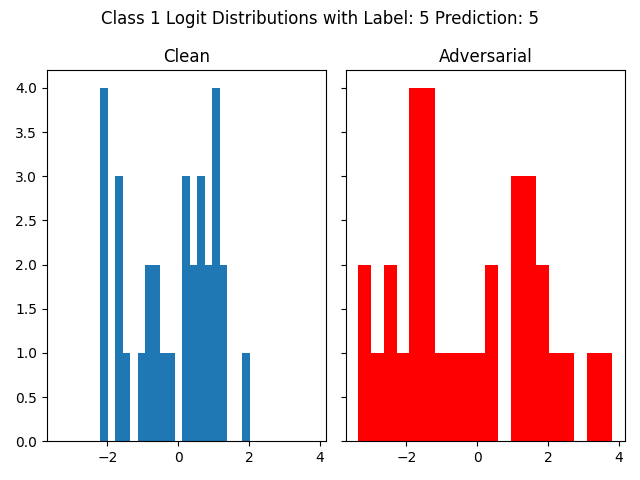 Class 1 Logit Distributions with Label: 5 Prediction: 5
Clean
Adversarial
4.0
3.5
3.0
2.5
2.0
1.5
1.0
0.5
0.0
−2 0 2 4
−2 0 2 4